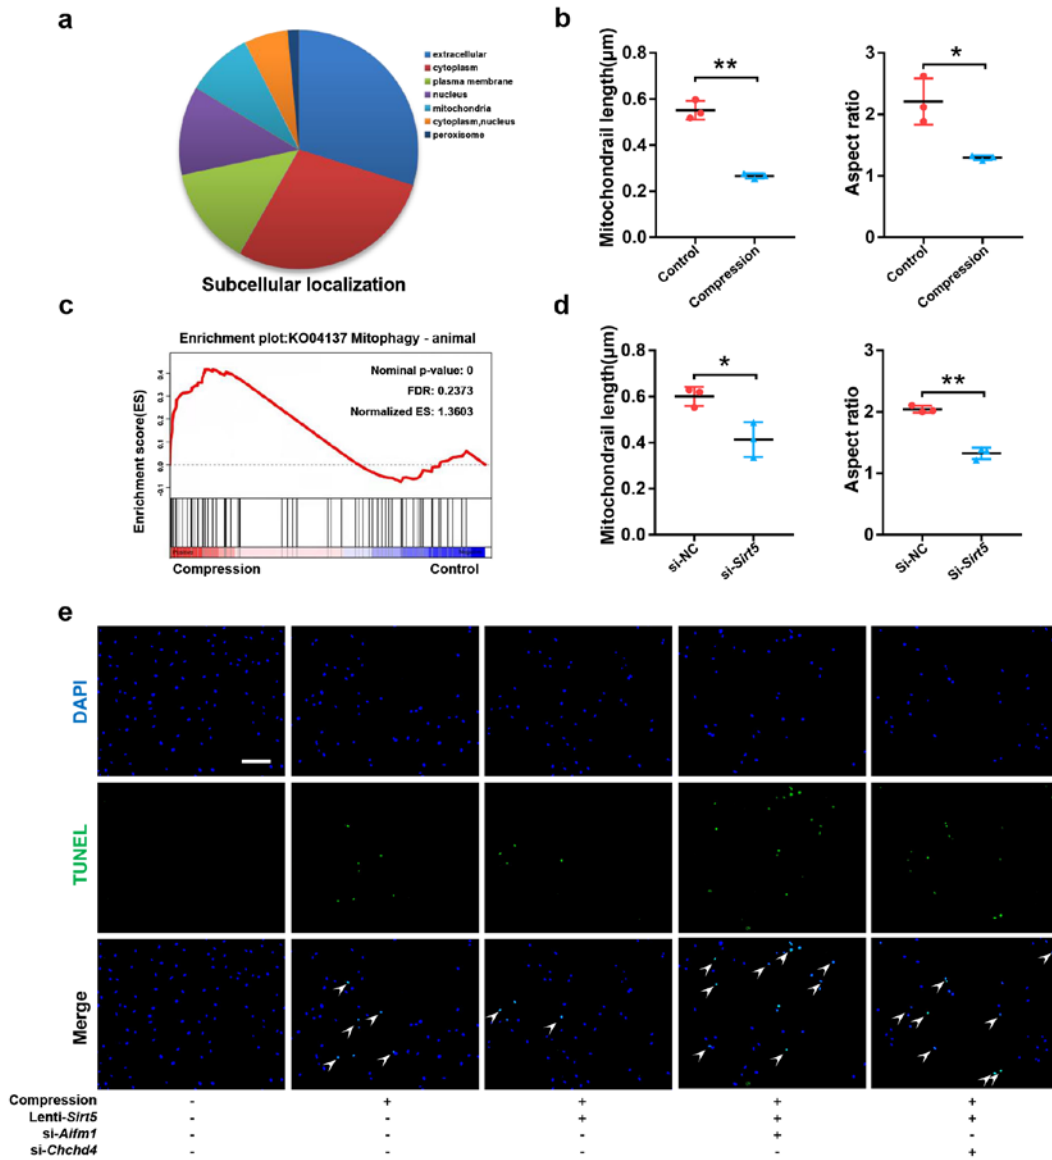 a
extracellular
cytoplasm
plasma membrane
nucleus
mitochondria
cytoplasm,nucleus
peroxisome
Subcellular localization
b
Mitochondrail length(μm)
0.8
0.6
0.4
0.2
0.0
**
Control
Compression
Aspect ratio
3
2
1
0
*
Control
Compression
c
Enrichment plot:KO04137 Mitophagy - animal
Enrichment score(ES)
0.4
0.3
0.2
0.1
0.0
-0.1
Nominal p-value: 0
FDR: 0.2373
Normalized ES: 1.3603
Compression
Control
d
Mitochondrail length(μm)
0.8
0.6
0.4
0.6
0.0
*
si-NC
si-Sirt5
Aspect ratio
3
2
1
0
**
Si-NC
Si-Sirt5
e
DAPI
TUNEL
Merge
Compression - + + + +
Lenti-Sirt5 - - + + +
si-Aifm1 - - - + -
si-Chchd4 - - - - +